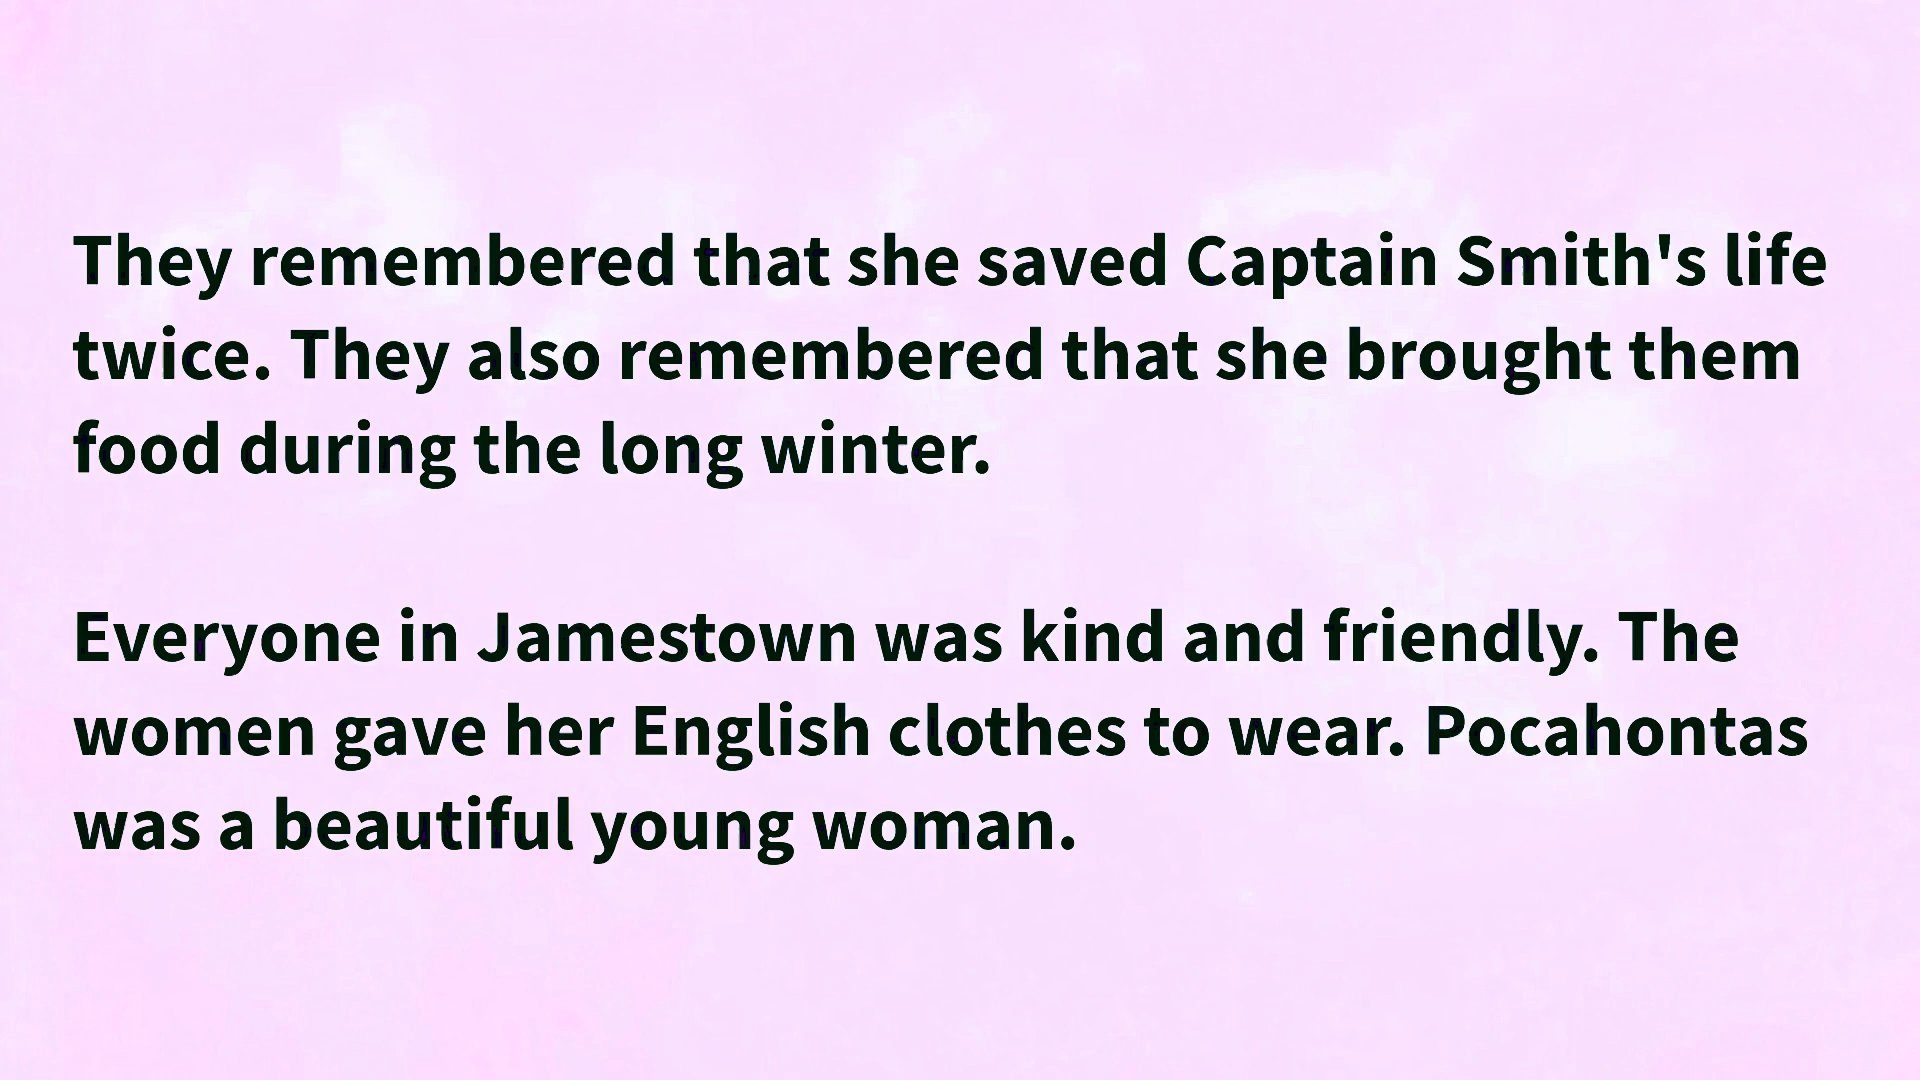 They remembered that she saved Captain Smith's life
twice. They also remembered that she brought them
food during the long winter.
Everyone in Jamestown was kind and friendly. The
women gave her English clothes to wear. Pocahontas
was a beautiful young woman.